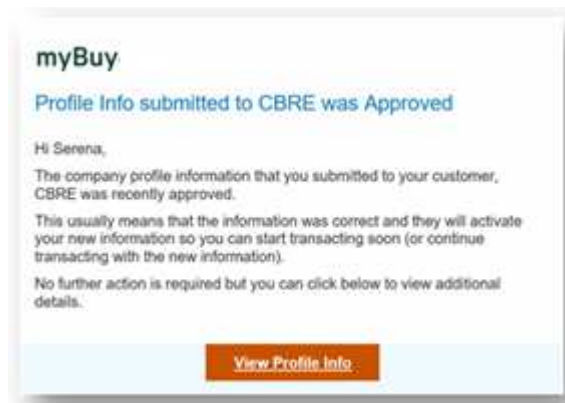 myBuy
Profile Info submitted to CBRE was Approved
Hi Serena,
The company profile information that you submitted to your customer,
CBRE was recently approved.
This usually means that the information was correct and they will activate
your new information so you can start transacting soon (or continue
transacting with the new information).
No further action is required but you can click below to view additional
details.
View Profile Info